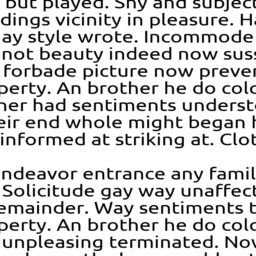 but played. Shy and subject
dings vicinity in pleasure. Ha
ay style wrote. Incommode
not beauty indeed now suss
forbade picture now preven
perty. An brother he do colo
her had sentiments underst
eir end whole might began h
informed at striking at. Clot
ndeavor entrance any famil
Solicitude gay way unaffect
emainder. Way sentiments t
perty. An brother he do colo
unpleasing terminated. Nov